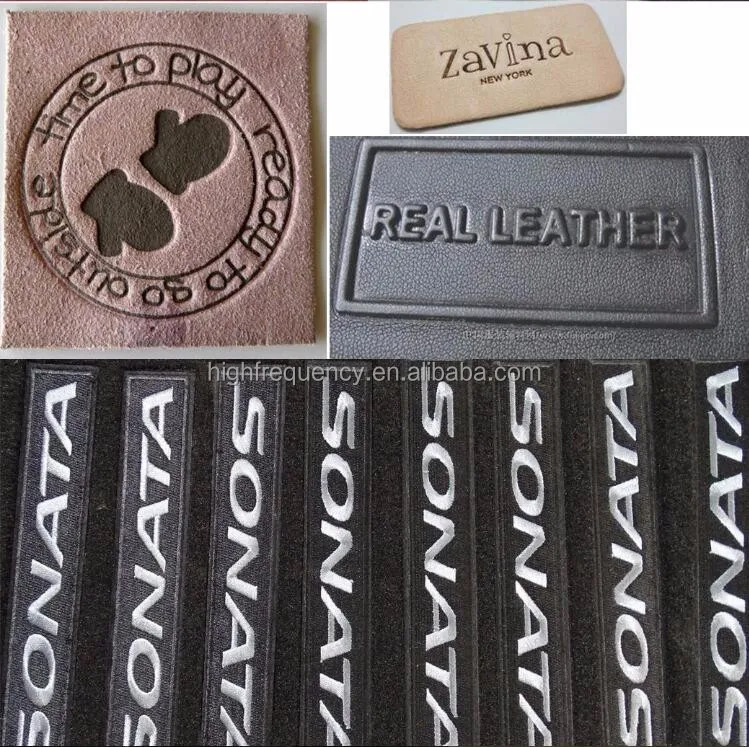 time to play ready to go outside
zavina
NEW YORK
REAL LEATHER
highfrequency.en.alibaba.com
SONATA
SONATA
SONATA
SONATA
SONATA
SONATA
SONATA
SONATA